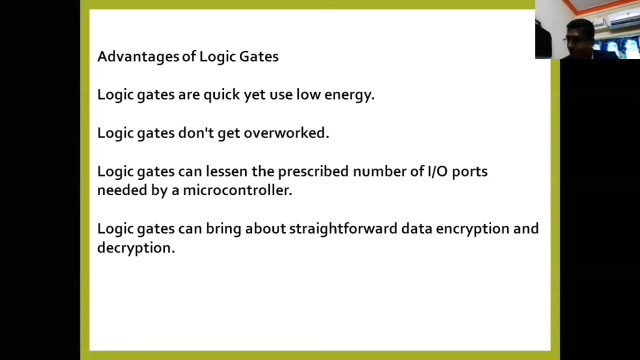 Advantages of Logic Gates
Logic gates are quick yet use low energy.
Logic gates don't get overworked.
Logic gates can lessen the prescribed number of I/O ports
needed by a microcontroller.
Logic gates can bring about straightforward data encryption and
decryption.